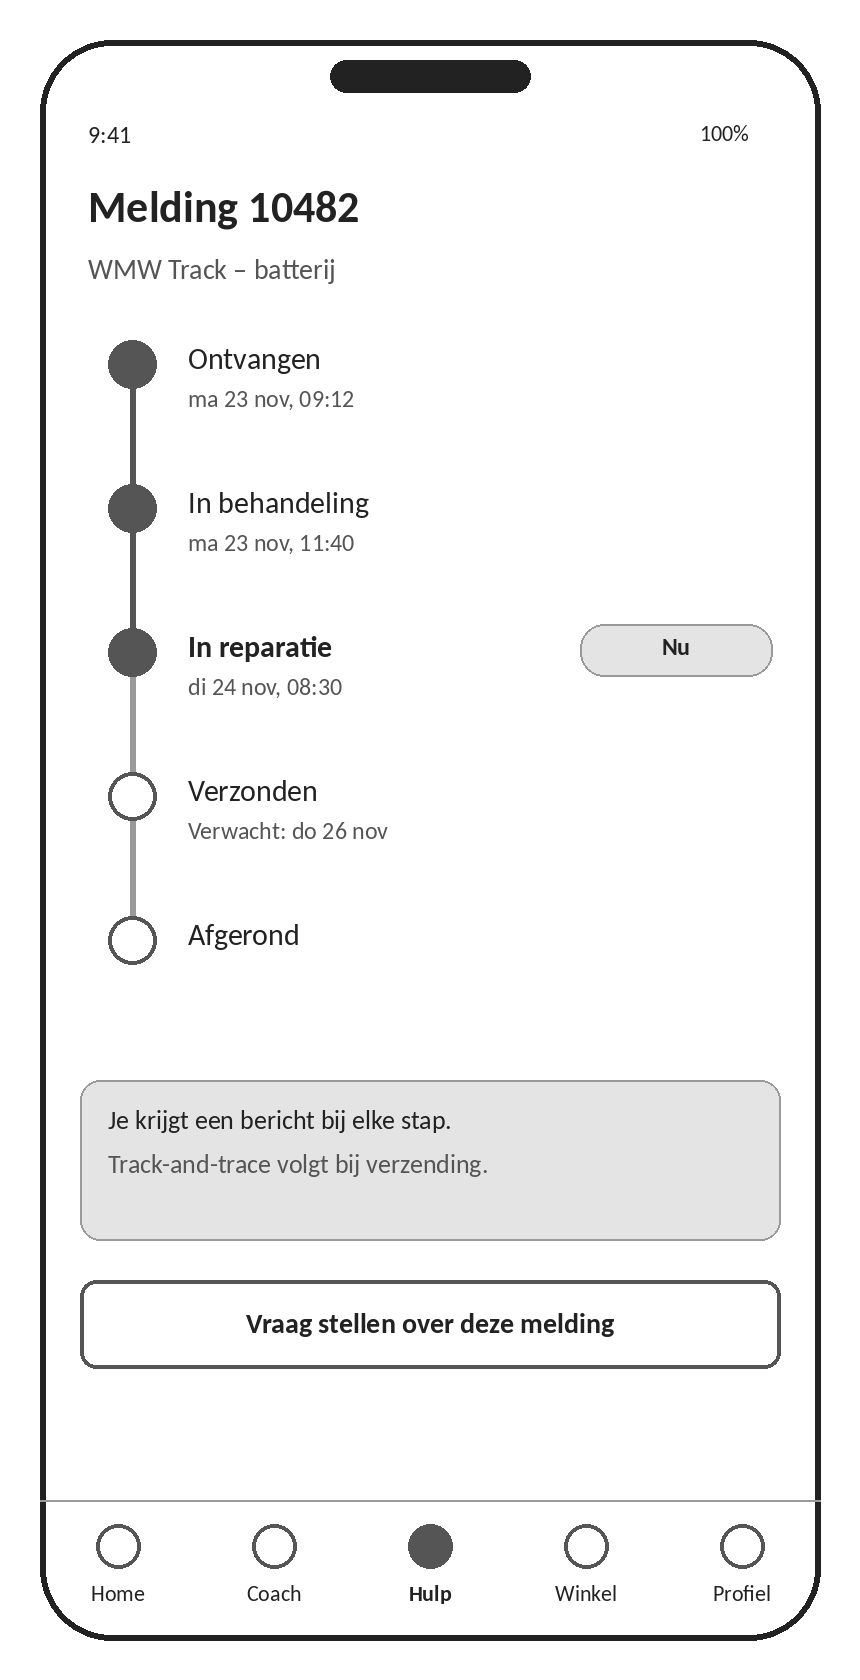 9:41
100%
Melding 10482
WMW Track – batterij
Ontvangen
ma 23 nov, 09:12
In behandeling
ma 23 nov, 11:40
In reparatie
Nu
di 24 nov, 08:30
Verzonden
Verwacht: do 26 nov
Afgerond
Je krijgt een bericht bij elke stap.
Track-and-trace volgt bij verzending.
Vraag stellen over deze melding
Home
Coach
Hulp
Winkel
Profiel